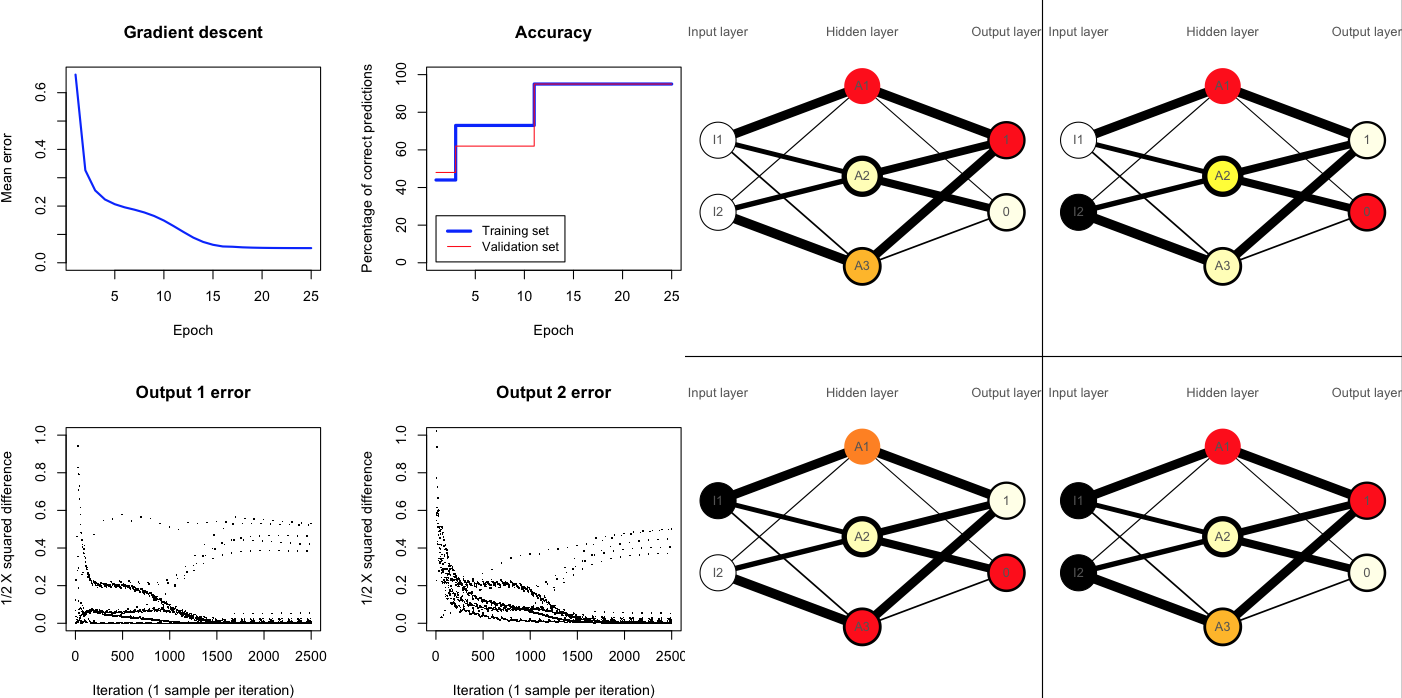 Gradient descent
Mean error
0.0 0.2 0.4 0.6
5 10 15 20 25
Epoch
Accuracy
Percentage of correct predictions
0 20 40 60 80 100
Training set
Validation set
5 10 15 20 25
Epoch
Input layer Hidden layer Output layer
A1
I1 1
A2
I2 0
A3
Input layer Hidden layer Output layer
A1
I1 1
A2
I2
A3
Output 1 error
1/2 X squared difference
0.0 0.2 0.4 0.6 0.8 1.0
0 500 1000 1500 2000 2500
Iteration (1 sample per iteration)
Output 2 error
1/2 X squared difference
0.0 0.2 0.4 0.6 0.8 1.0
0 500 1000 1500 2000 2500
Iteration (1 sample per iteration)
Input layer Hidden layer Output layer
A1
I1 1
A2
I2 0
A3
Input layer Hidden layer Output layer
A1
I1
A2
I2 0
A3